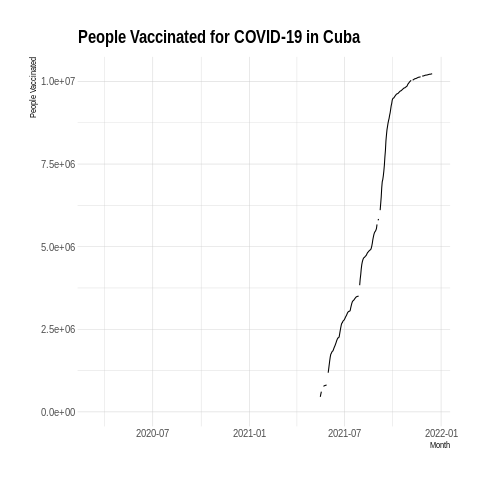 People Vaccinated for COVID-19 in Cuba
People Vaccinated
1.0e+07
7.5e+06
5.0e+06
2.5e+06
0.0e+00
2020-07
2021-01
2021-07
2022-01
Month